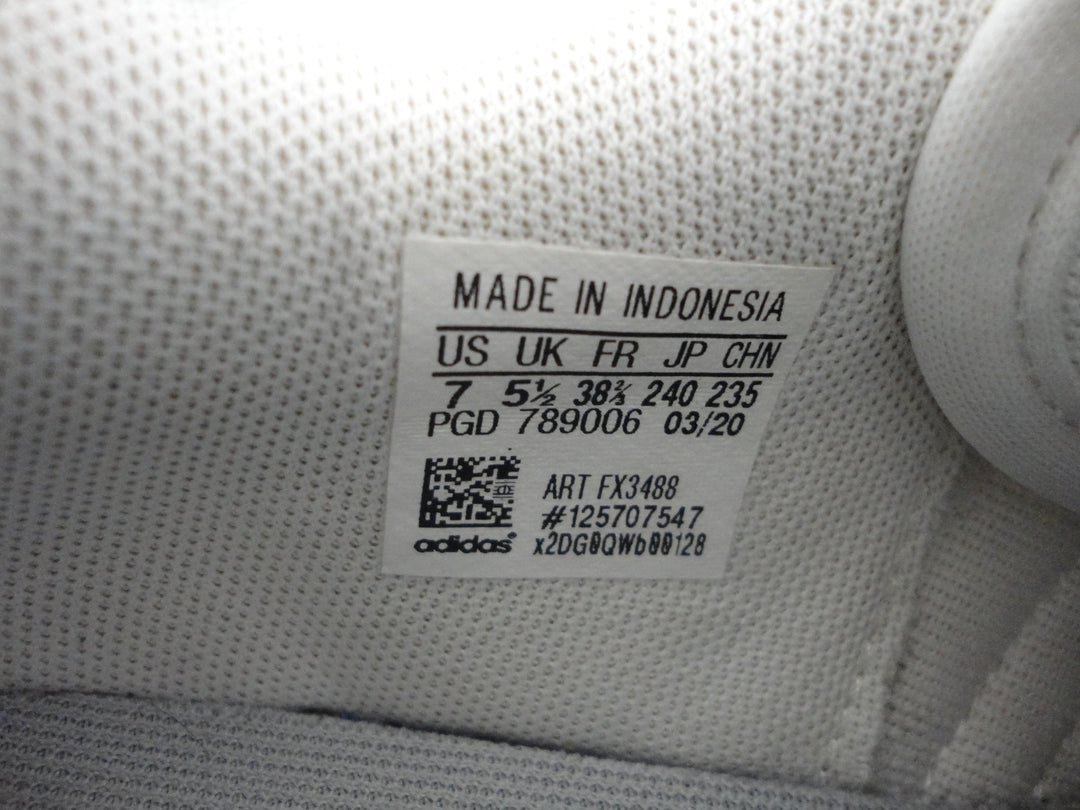 MADE IN INDONESIA
US UK FR JP CHN
7 5½ 38⅔ 240 235
PGD 789006 03/20
ART FX3488
#125707547
adidas® x2DG0QWb00128